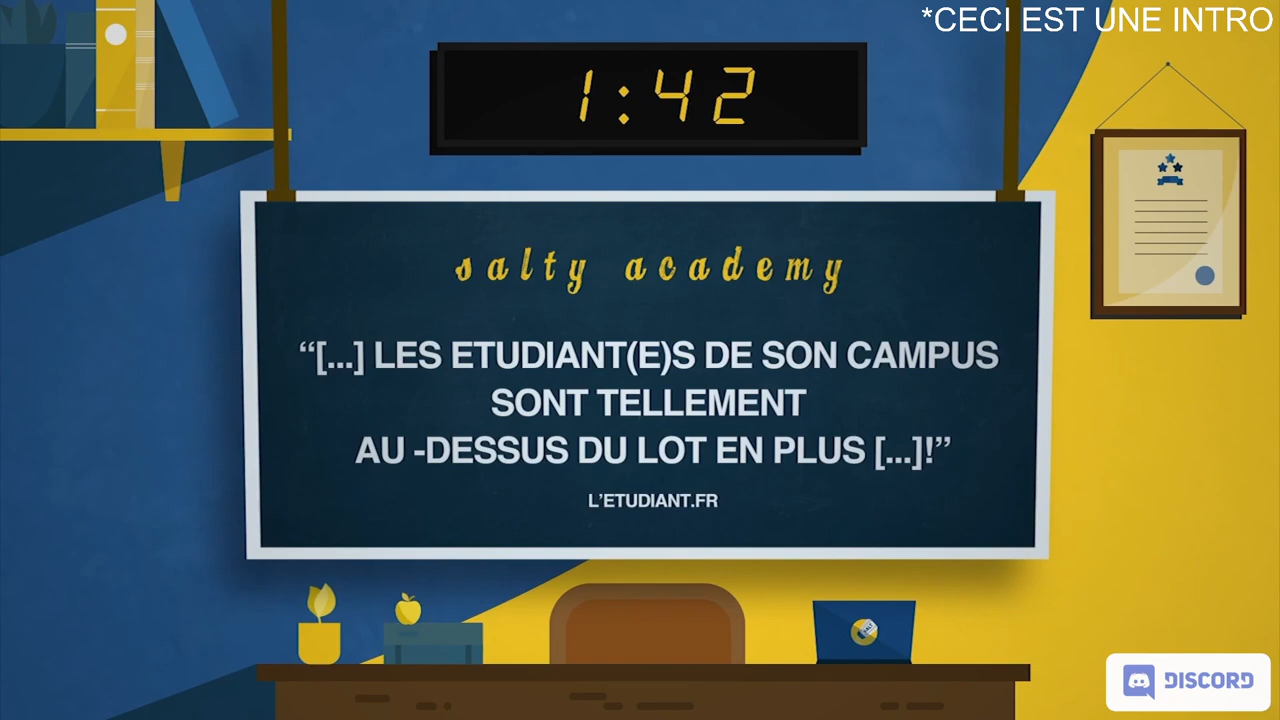 *CECI EST UNE INTRO
1:42
salty academy
“[...] LES ETUDIANT(E)S DE SON CAMPUS
SONT TELLEMENT
AU -DESSUS DU LOT EN PLUS [...]!”
L’ETUDIANT.FR
DISCORD